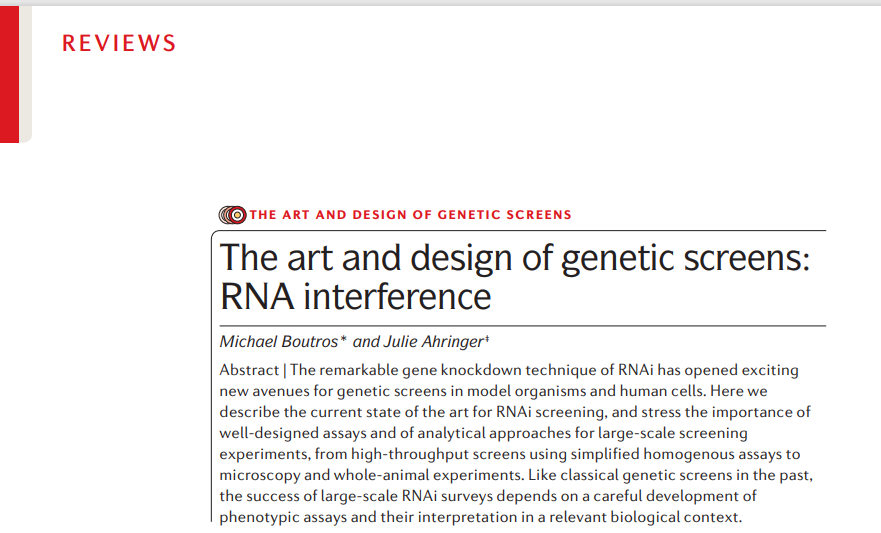 REVIEWS
THE ART AND DESIGN OF GENETIC SCREENS
The art and design of genetic screens:
RNA interference
Michael Boutros* and Julie Ahringer‡
Abstract | The remarkable gene knockdown technique of RNAi has opened exciting
new avenues for genetic screens in model organisms and human cells. Here we
describe the current state of the art for RNAi screening, and stress the importance of
well-designed assays and of analytical approaches for large-scale screening
experiments, from high-throughput screens using simplified homogenous assays to
microscopy and whole-animal experiments. Like classical genetic screens in the past,
the success of large-scale RNAi surveys depends on a careful development of
phenotypic assays and their interpretation in a relevant biological context.